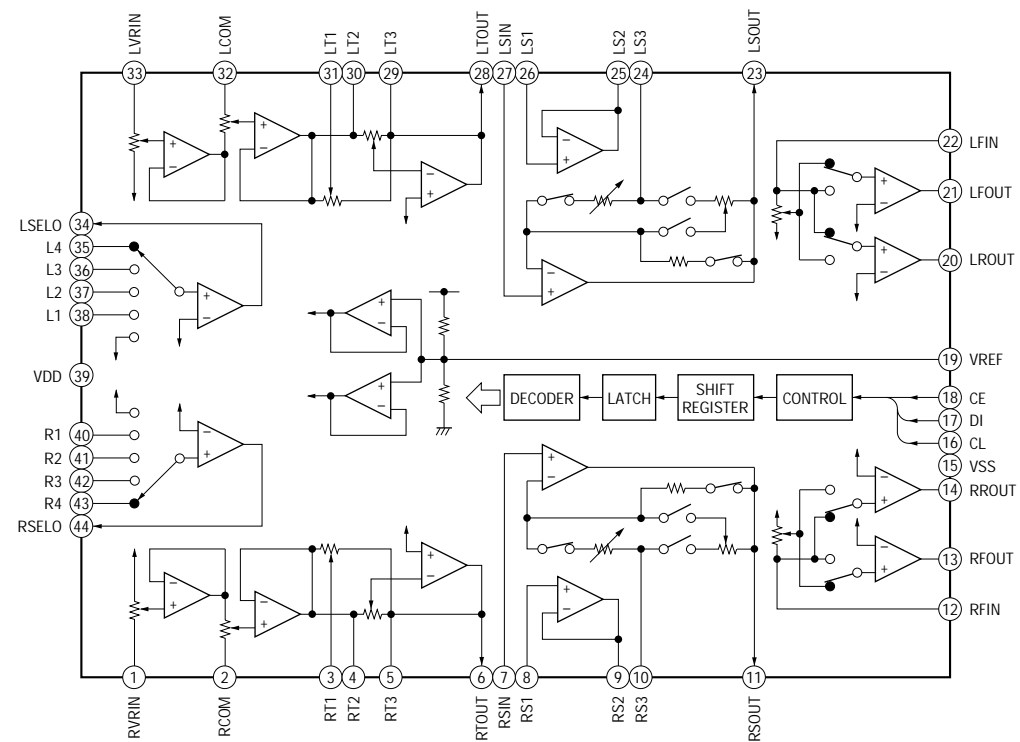 LVRIN
LCOM
LT1
LT2
LT3
LTOUT
LSIN
LS1
LS2
LS3
LSOUT
33
32
31
30
29
28
27
26
25
24
23
+
−
+
−
−
+
−
+
−
+
+
−
+
−
22 LFIN
21 LFOUT
20 LROUT
LSELO 34
L4 35
L3 36
L2 37
L1 38
+
−
+
−
+
−
19 VREF
VDD 39
DECODER
LATCH
SHIFT
REGISTER
CONTROL
18 CE
17 DI
16 CL
15 VSS
14 RROUT
13 RFOUT
12 RFIN
R1 40
R2 41
R3 42
R4 43
RSELO 44
−
+
+
−
−
+
−
+
−
+
−
+
−
+
+
−
1
2
3
4
5
6
7
8
9
10
11
RVRIN
RCOM
RT1
RT2
RT3
RTOUT
RSIN
RS1
RS2
RS3
RSOUT